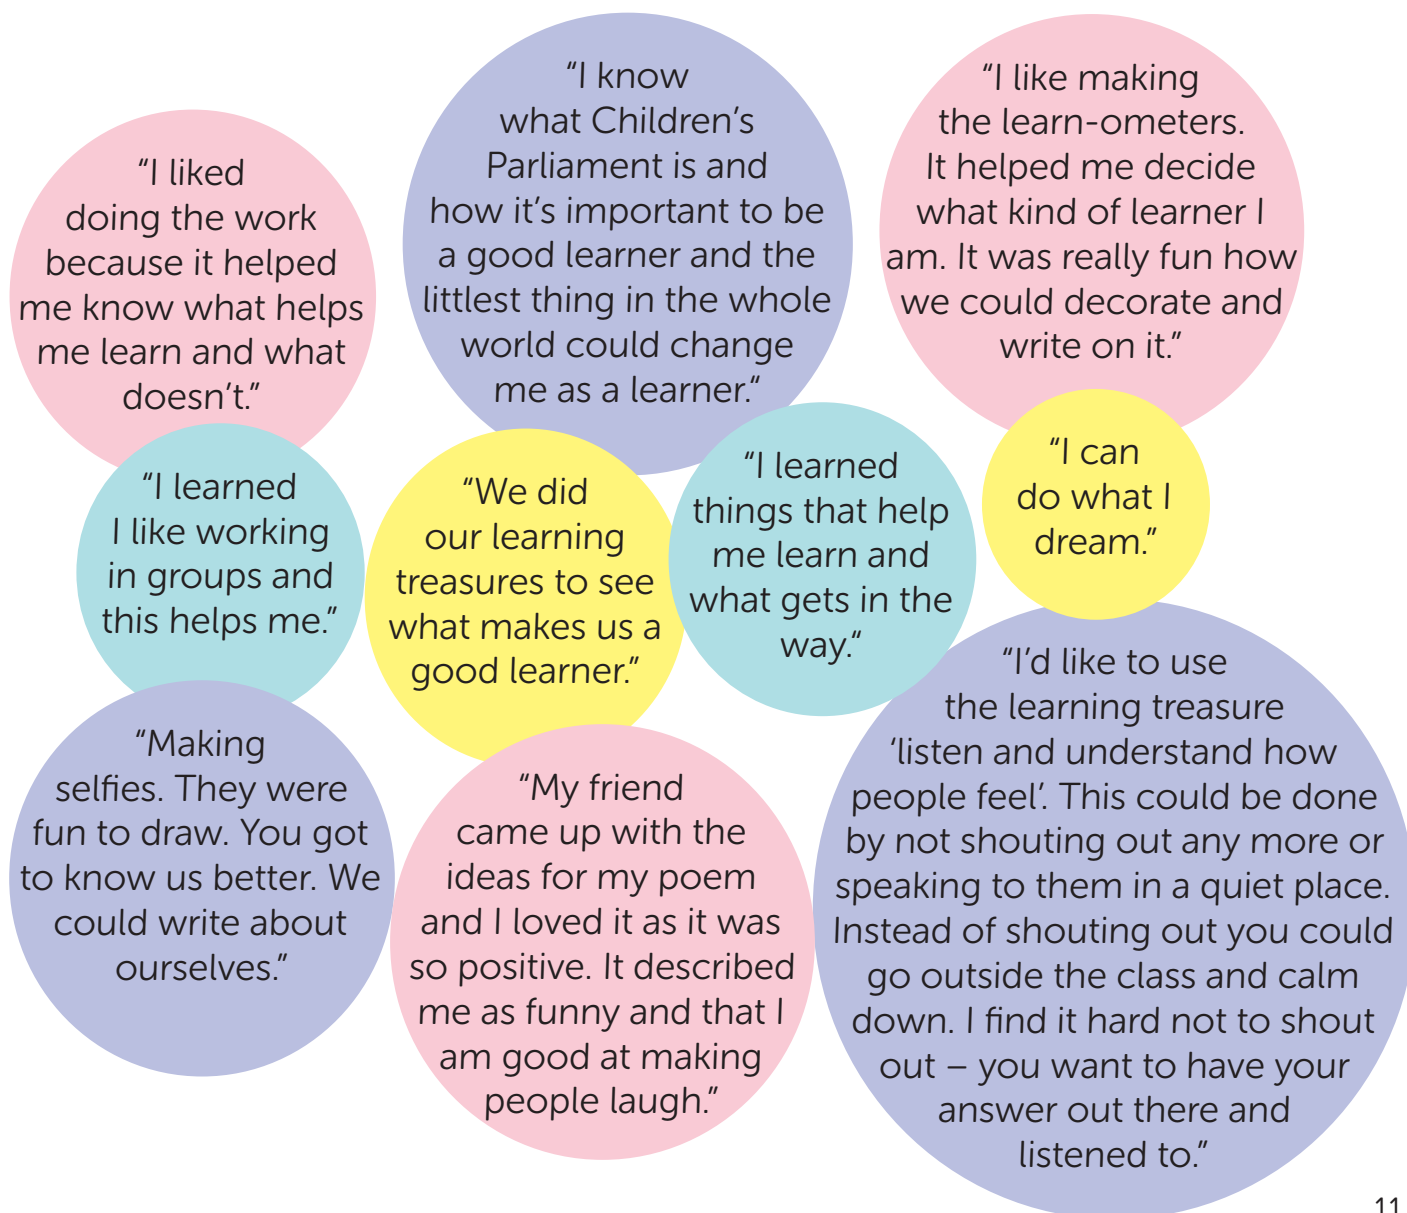 “I liked
doing the work
because it helped
me know what helps
me learn and what
doesn’t.”
“I know
what Children’s
Parliament is and
how it’s important to be
a good learner and the
littlest thing in the whole
world could change
me as a learner.“
“I like making
the learn-ometers.
It helped me decide
what kind of learner I
am. It was really fun how
we could decorate and
write on it.”
“I learned
I like working
in groups and
this helps me.”
“We did
our learning
treasures to see
what makes us a
good learner.”
“I learned
things that help
me learn and
what gets in the
way.“
“I can
do what I
dream.”
“Making
selfies. They were
fun to draw. You got
to know us better. We
could write about
ourselves.”
“My friend
came up with the
ideas for my poem
and I loved it as it was
so positive. It described
me as funny and that I
am good at making
people laugh.”
“I’d like to use
the learning treasure
‘listen and understand how
people feel’. This could be done
by not shouting out any more or
speaking to them in a quiet place.
Instead of shouting out you could
go outside the class and calm
down. I find it hard not to shout
out – you want to have your
answer out there and
listened to.”
11